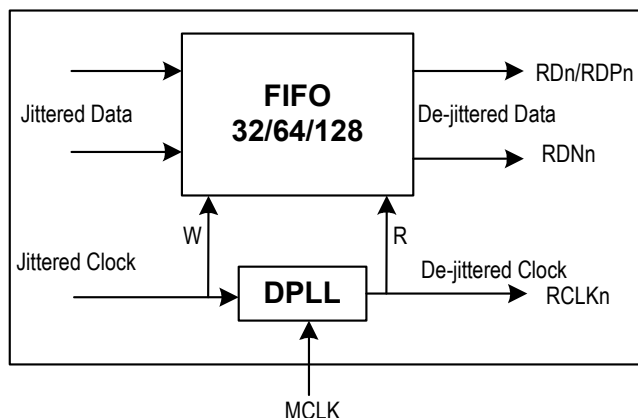 RDn/RDPn
FIFO
32/64/128
Jittered Data
De-jittered Data
RDNn
W
R
Jittered Clock
De-jittered Clock
DPLL
RCLKn
MCLK